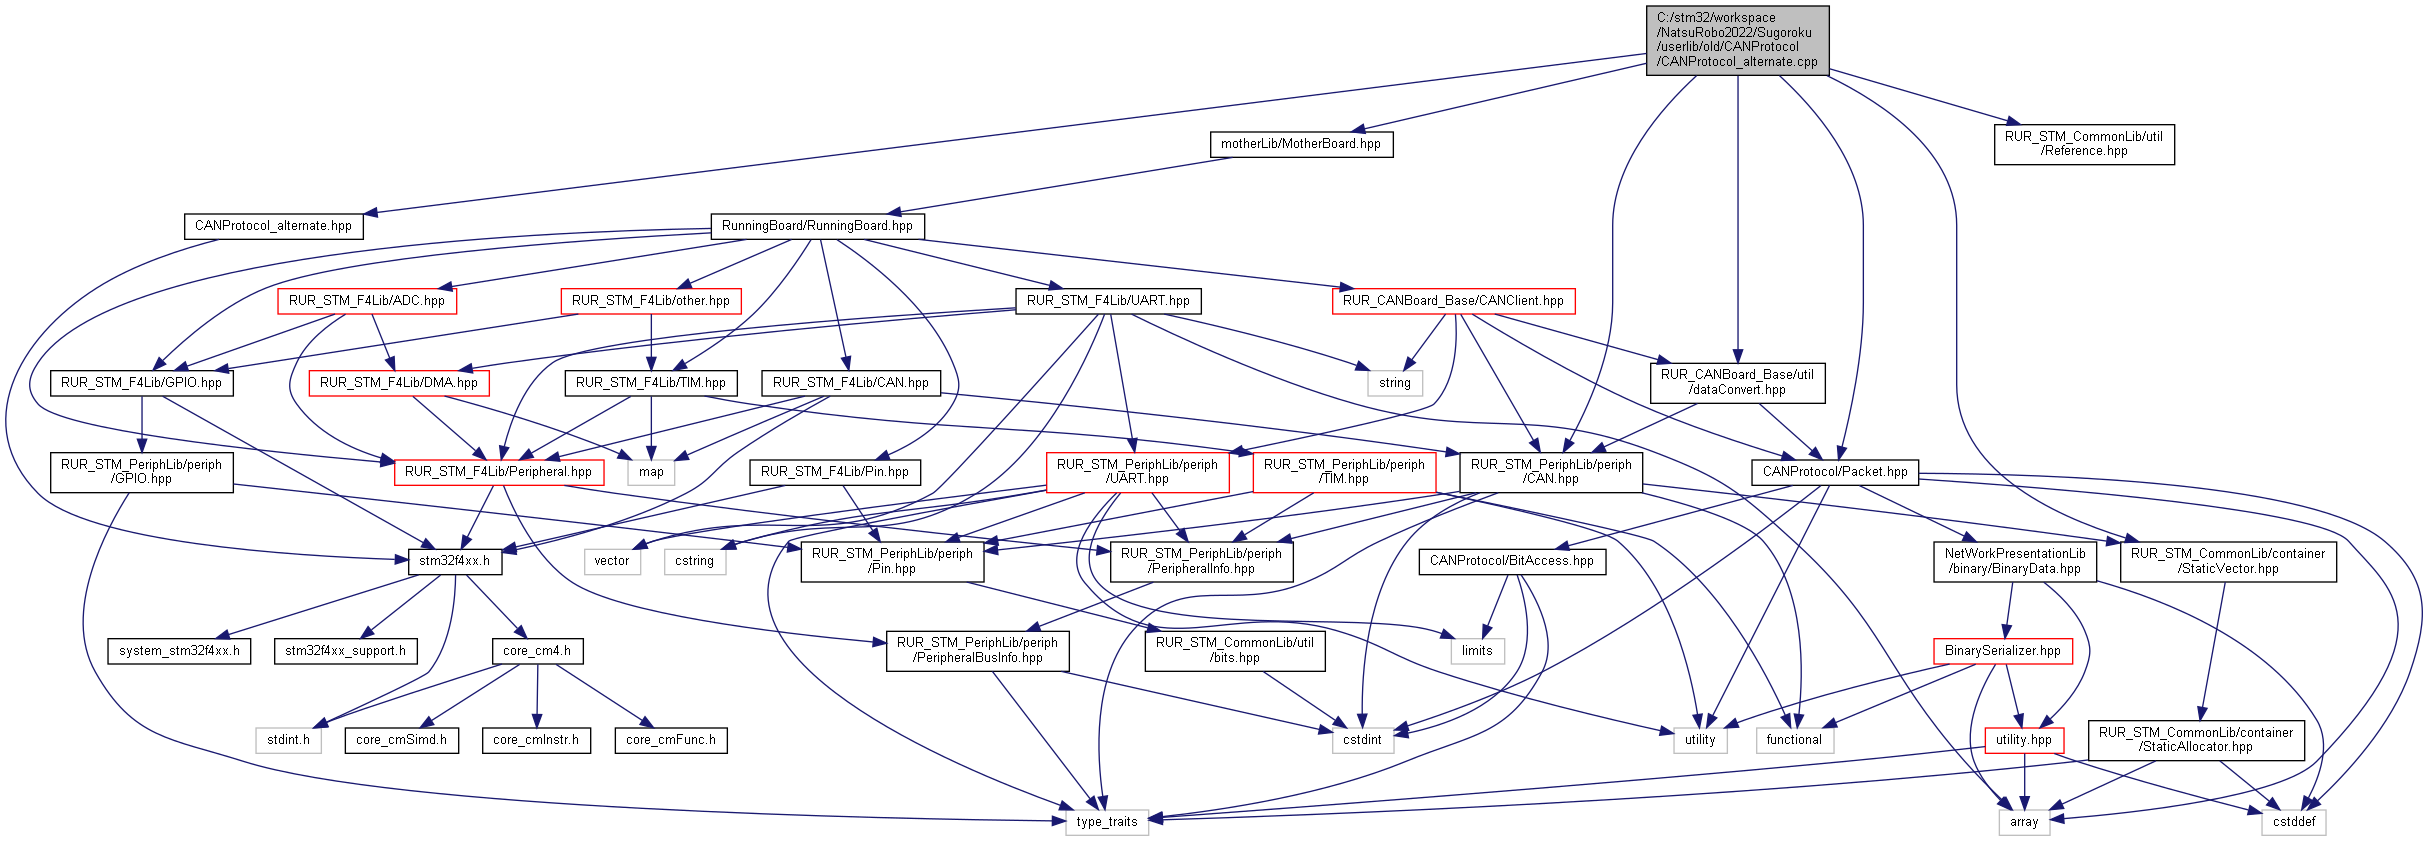 C:/stm32/workspace
/NatsuRobo2022/Sugoroku
/userlib/old/CANProtocol
/CANProtocol_alternate.cpp
motherLib/MotherBoard.hpp
RUR_STM_CommonLib/util
/Reference.hpp
CANProtocol_alternate.hpp
RunningBoard/RunningBoard.hpp
RUR_STM_F4Lib/ADC.hpp
RUR_STM_F4Lib/other.hpp
RUR_STM_F4Lib/UART.hpp
RUR_CANBoard_Base/CANClient.hpp
RUR_STM_F4Lib/GPIO.hpp
RUR_STM_F4Lib/DMA.hpp
RUR_STM_F4Lib/TIM.hpp
RUR_STM_F4Lib/CAN.hpp
string
RUR_CANBoard_Base/util
/dataConvert.hpp
RUR_STM_PeriphLib/periph
/GPIO.hpp
RUR_STM_F4Lib/Peripheral.hpp
map
RUR_STM_F4Lib/Pin.hpp
RUR_STM_PeriphLib/periph
/UART.hpp
RUR_STM_PeriphLib/periph
/TIM.hpp
RUR_STM_PeriphLib/periph
/CAN.hpp
CANProtocol/Packet.hpp
stm32f4xx.h
vector
cstring
RUR_STM_PeriphLib/periph
/Pin.hpp
RUR_STM_PeriphLib/periph
/PeripheralInfo.hpp
CANProtocol/BitAccess.hpp
NetWorkPresentationLib
/binary/BinaryData.hpp
RUR_STM_CommonLib/container
/StaticVector.hpp
system_stm32f4xx.h
stm32f4xx_support.h
core_cm4.h
RUR_STM_PeriphLib/periph
/PeripheralBusInfo.hpp
RUR_STM_CommonLib/util
/bits.hpp
limits
BinarySerializer.hpp
stdint.h
core_cmSimd.h
core_cmInstr.h
core_cmFunc.h
cstdint
utility
functional
utility.hpp
RUR_STM_CommonLib/container
/StaticAllocator.hpp
type_traits
array
cstddef